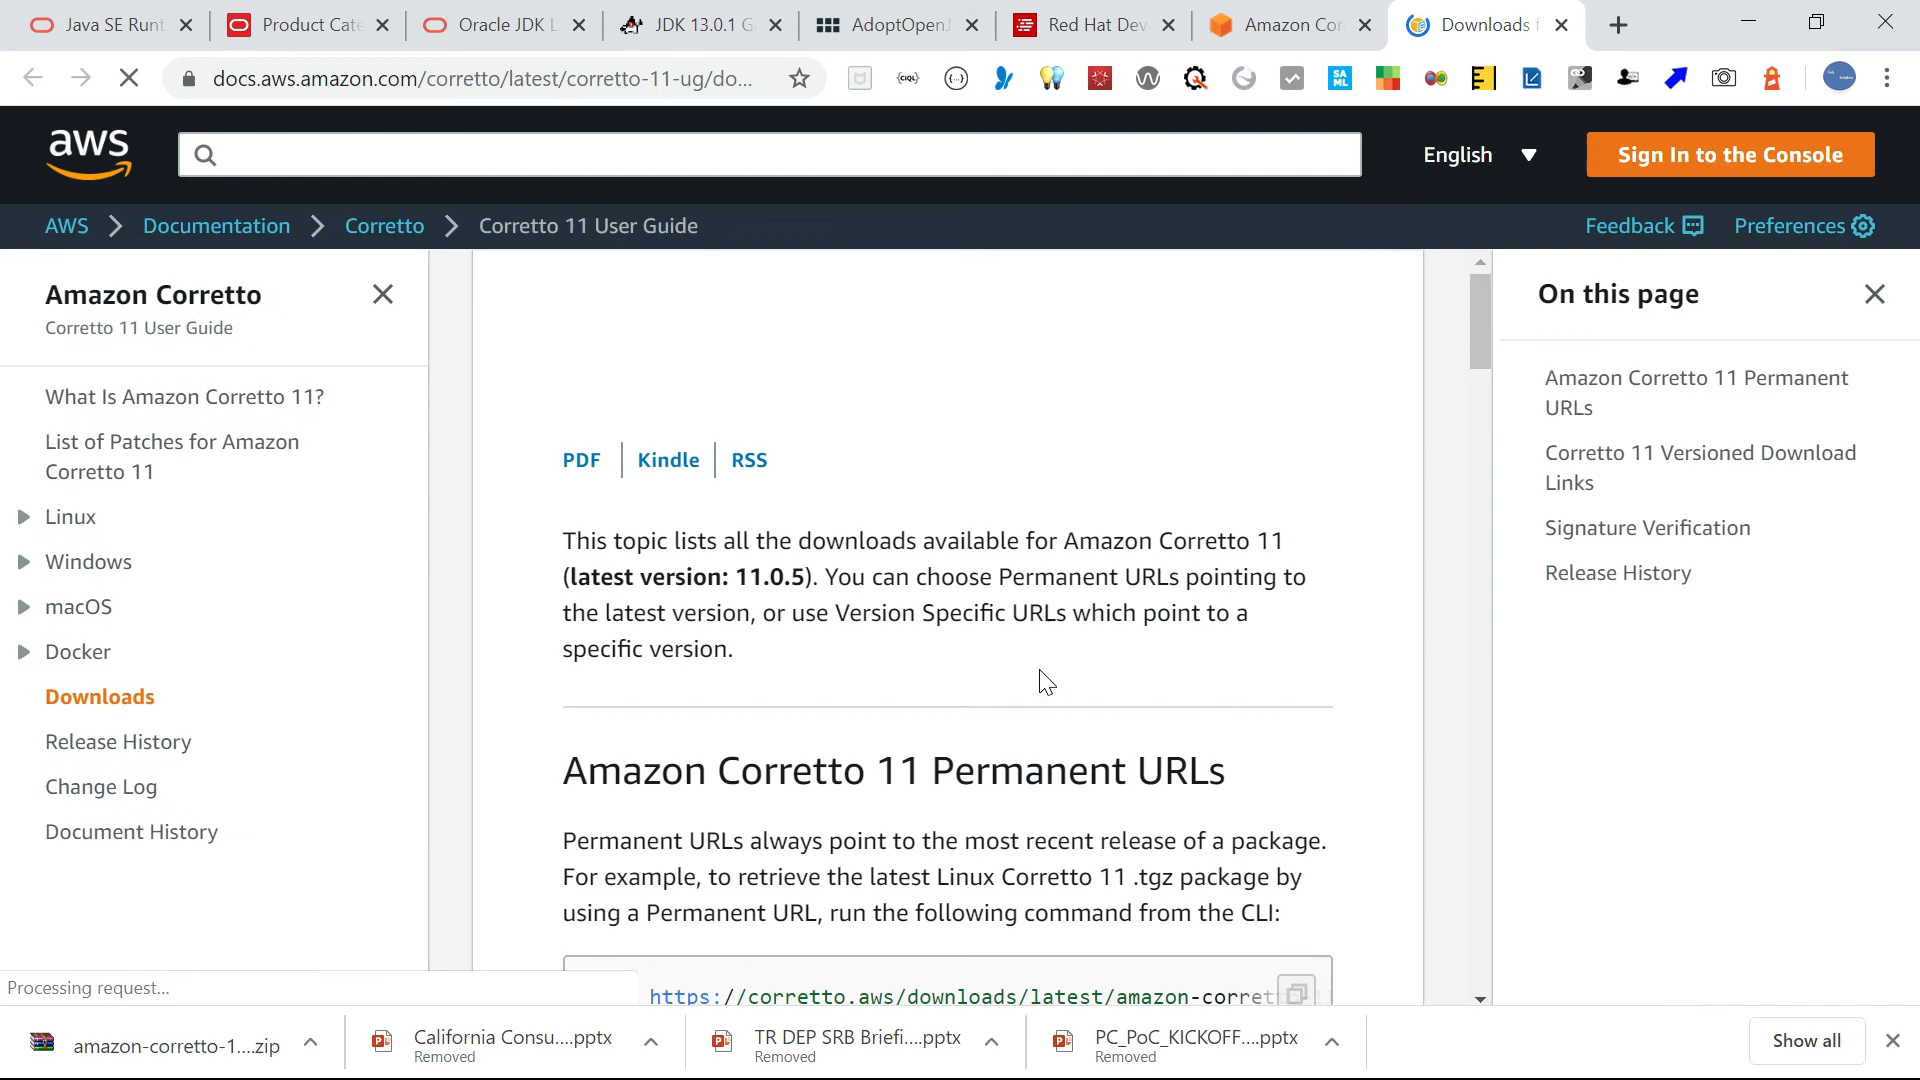 Java SE Runt
Product Cate
Oracle JDK L
JDK 13.0.1 G
AdoptOpenJ
Red Hat Dev
Amazon Cor
Downloads f
docs.aws.amazon.com/corretto/latest/corretto-11-ug/do...
CIQL
{...}
SA
ML
aws
English
Sign In to the Console
AWS
Documentation
Corretto
Corretto 11 User Guide
Feedback
Preferences
Amazon Corretto
Corretto 11 User Guide
What Is Amazon Corretto 11?
List of Patches for Amazon
Corretto 11
Linux
Windows
macOS
Docker
Downloads
Release History
Change Log
Document History
PDF
Kindle
RSS
This topic lists all the downloads available for Amazon Corretto 11
(latest version: 11.0.5). You can choose Permanent URLs pointing to
the latest version, or use Version Specific URLs which point to a
specific version.
Amazon Corretto 11 Permanent URLs
Permanent URLs always point to the most recent release of a package.
For example, to retrieve the latest Linux Corretto 11 .tgz package by
using a Permanent URL, run the following command from the CLI:
https://corretto.aws/downloads/latest/amazon-corret
On this page
Amazon Corretto 11 Permanent
URLs
Corretto 11 Versioned Download
Links
Signature Verification
Release History
Processing request...
amazon-corretto-1....zip
California Consu....pptx
Removed
TR DEP SRB Briefi....pptx
Removed
PC_PoC_KICKOFF....pptx
Removed
Show all